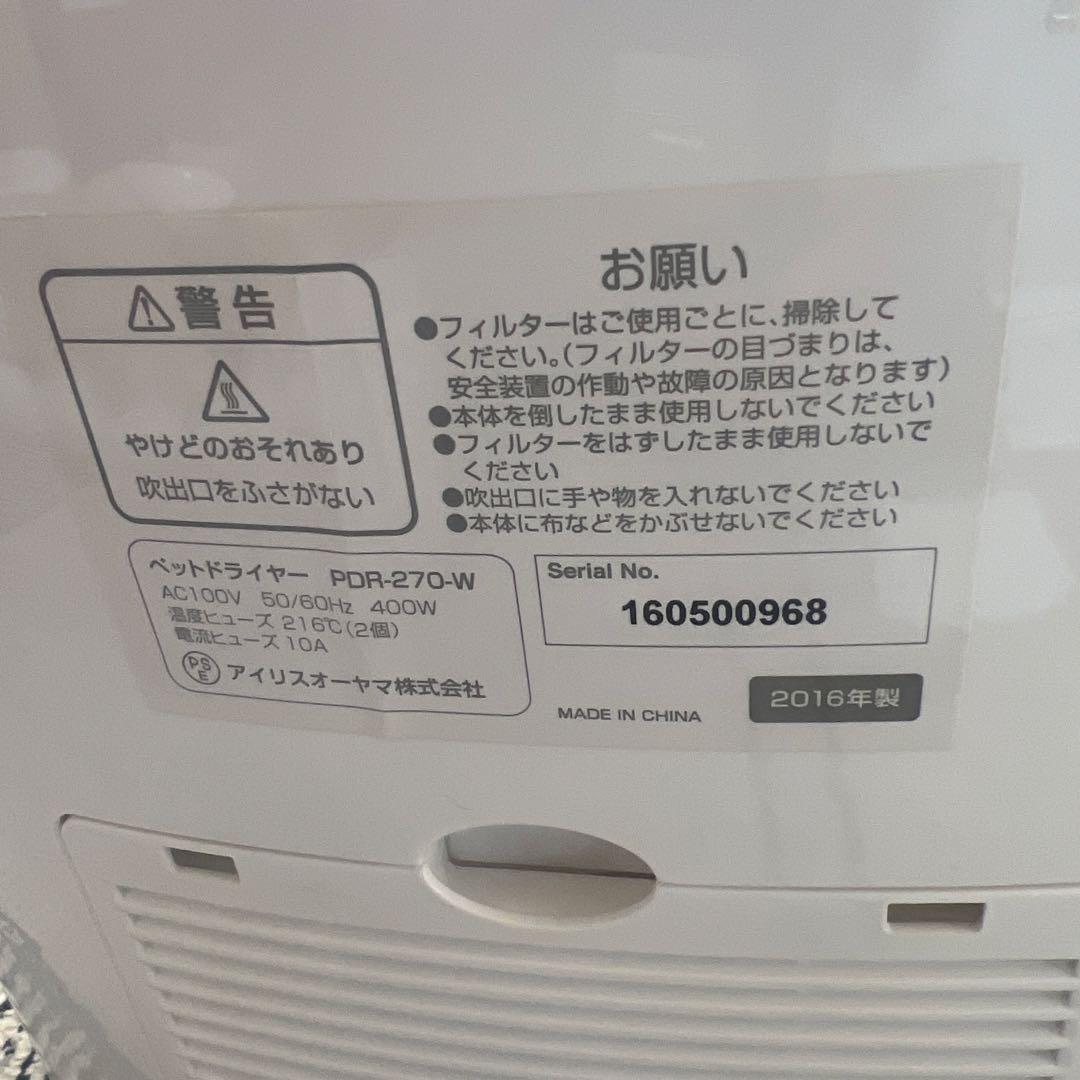 警告
やけどのおそれあり
吹出口をふさがない
お願い
●フィルターはご使用ごとに、掃除して
ください。(フィルターの目づまりは、
安全装置の作動や故障の原因となります)
●本体を倒したまま使用しないでください
●フィルターをはずしたまま使用しないで
ください
●吹出口に手や物を入れないでください
●本体に布などをかぶせないでください
ペットドライヤー PDR-270-W
AC100V 50/60Hz 400W
温度ヒューズ 216℃(2個)
電流ヒューズ 10A
PSE アイリスオーヤマ株式会社
Serial No.
160500968
MADE IN CHINA
2016年製